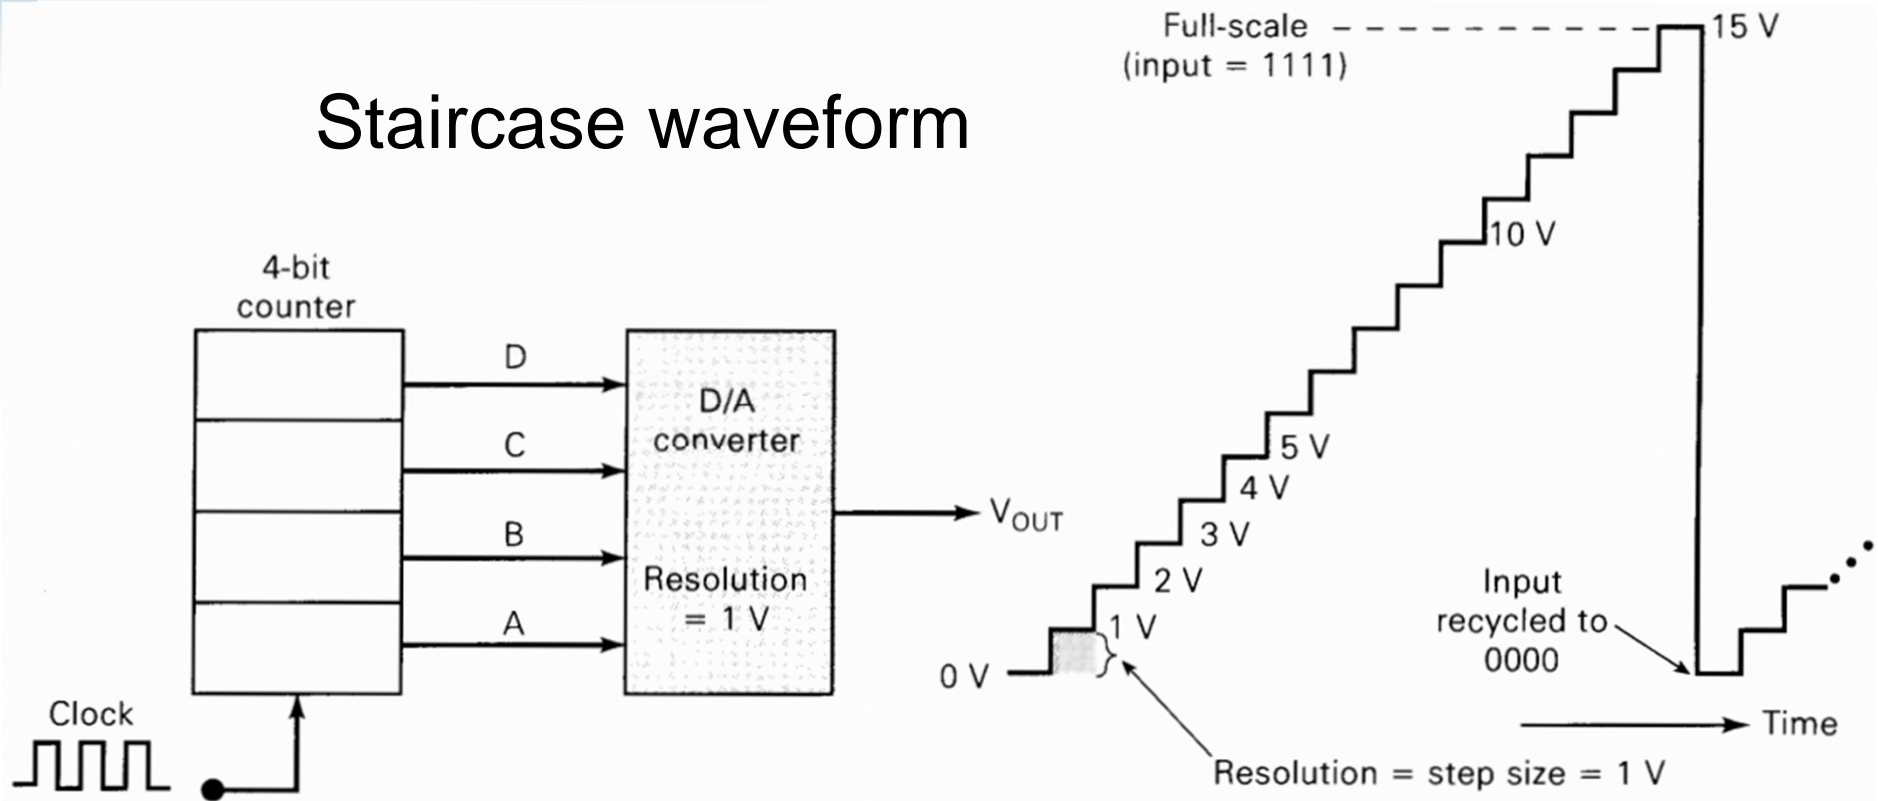 Staircase waveform
4-bit
counter
D
C
B
A
Clock
D/A
converter
Resolution
= 1 V
VOUT
Full-scale
(input = 1111)
15 V
10 V
5 V
4 V
3 V
2 V
1 V
0 V
Input
recycled to
0000
Time
Resolution = step size = 1 V